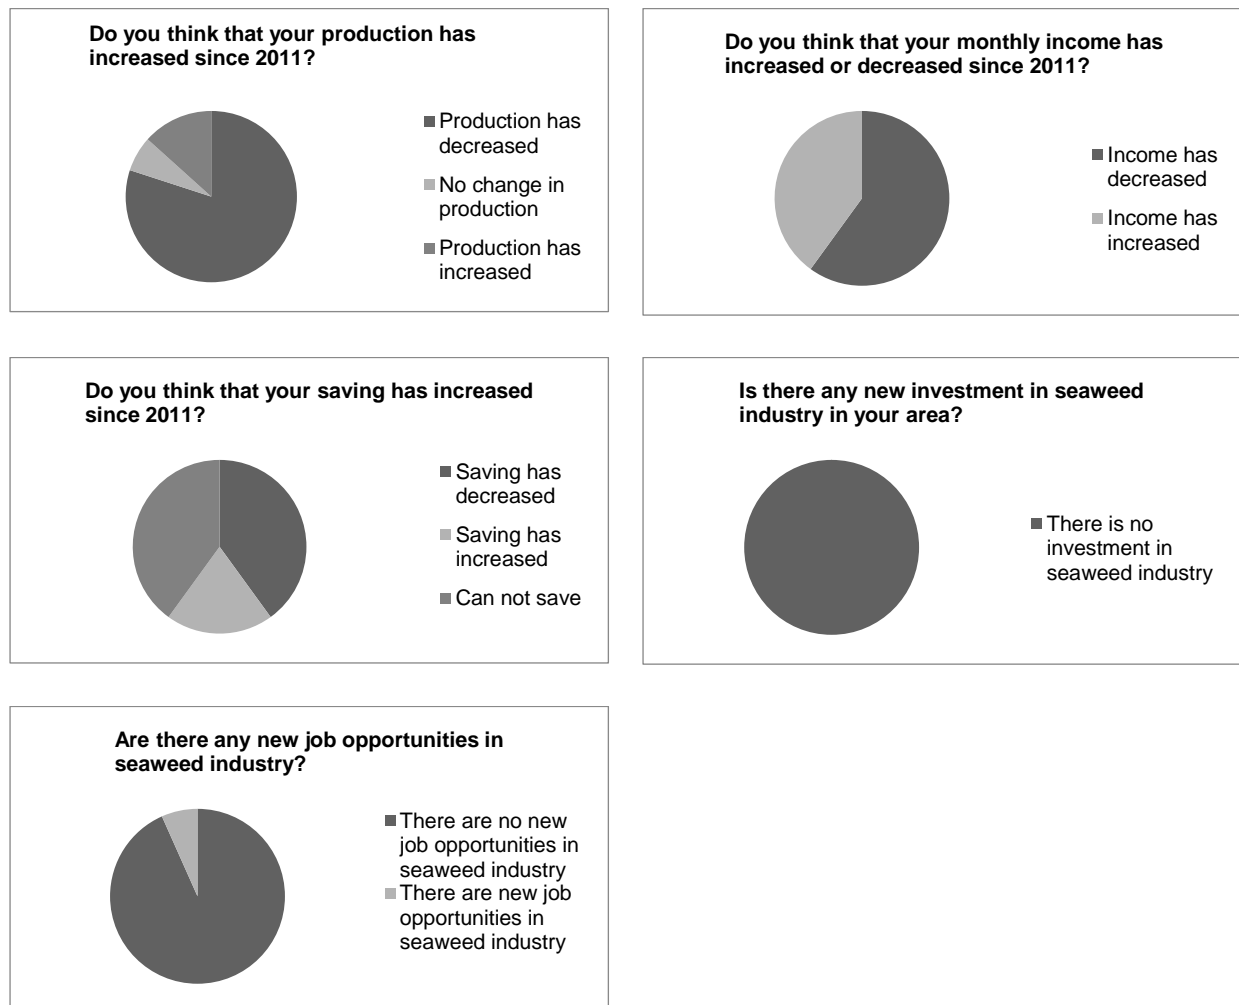 Do you think that your production has
increased since 2011?
Production has
decreased
No change in
production
Production has
increased
Do you think that your monthly income has
increased or decreased since 2011?
Income has
decreased
Income has
increased
Do you think that your saving has increased
since 2011?
Saving has
decreased
Saving has
increased
Can not save
Is there any new investment in seaweed
industry in your area?
There is no
investment in
seaweed industry
Are there any new job opportunities in
seaweed industry?
There are no new
job opportunities in
seaweed industry
There are new job
opportunities in
seaweed industry